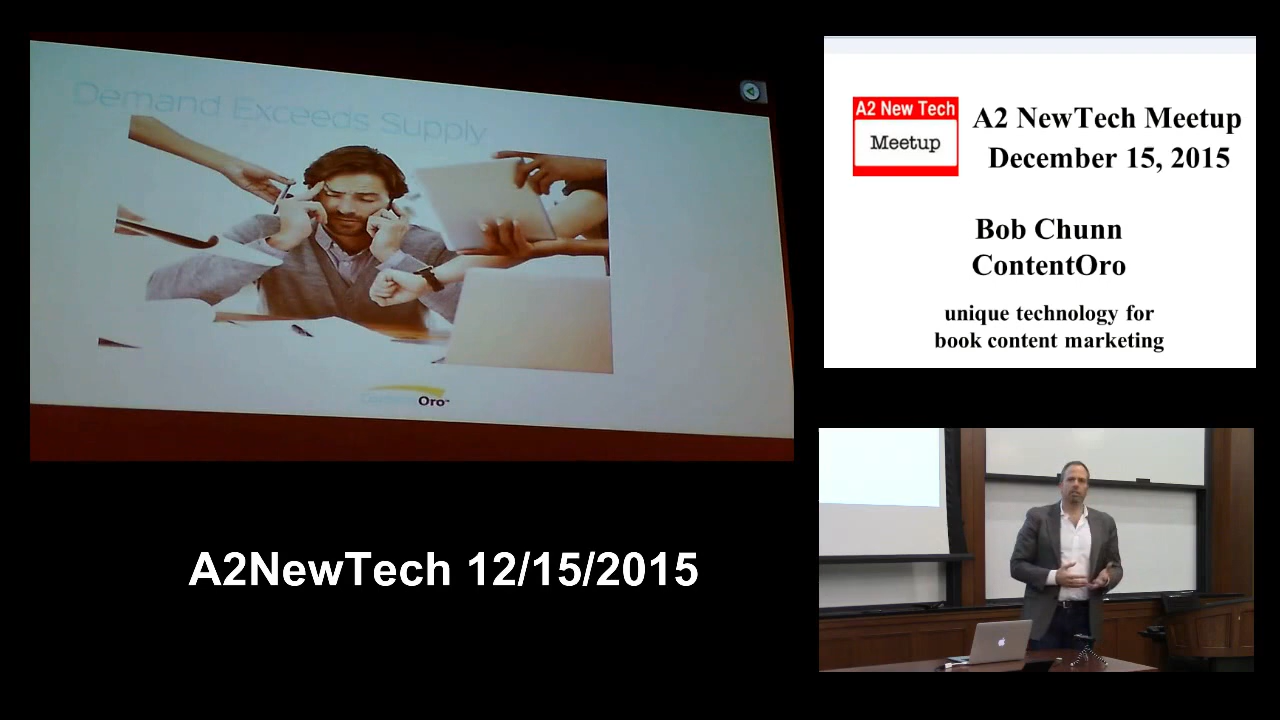 Demand Exceeds Supply
ContentOro™
A2 New Tech
Meetup
A2 NewTech Meetup
December 15, 2015
Bob Chunn
ContentOro
unique technology for
book content marketing
A2NewTech 12/15/2015